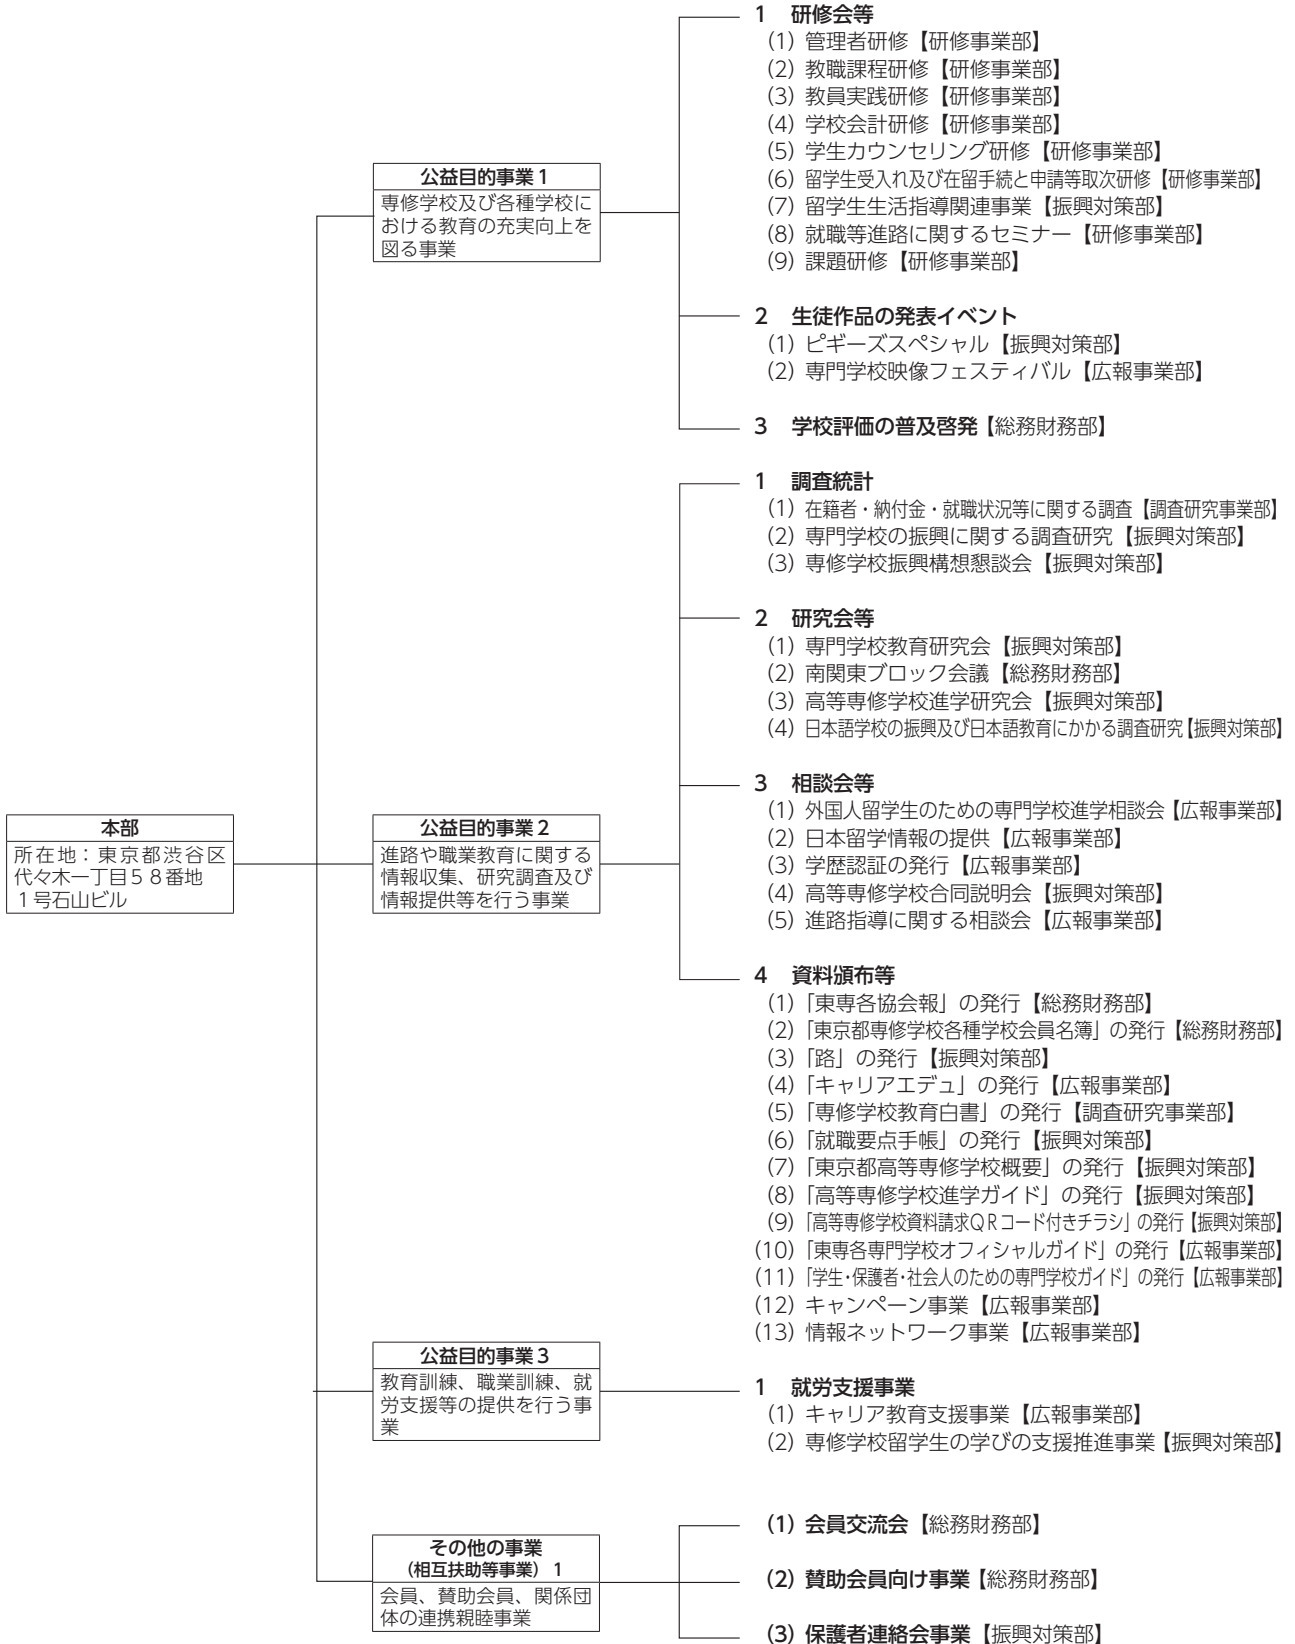 本部
所在地：東京都渋谷区
代々木一丁目５８番地
１号石山ビル
公益目的事業１
専修学校及び各種学校に
おける教育の充実向上を
図る事業
1　研修会等
(1) 管理者研修【研修事業部】
(2) 教職課程研修【研修事業部】
(3) 教員実践研修【研修事業部】
(4) 学校会計研修【研修事業部】
(5) 学生カウンセリング研修【研修事業部】
(6) 留学生受入れ及び在留手続と申請等取次研修【研修事業部】
(7) 留学生生活指導関連事業【振興対策部】
(8) 就職等進路に関するセミナー【研修事業部】
(9) 課題研修【研修事業部】
2　生徒作品の発表イベント
(1) ピギーズスペシャル【振興対策部】
(2) 専門学校映像フェスティバル【広報事業部】
3　学校評価の普及啓発【総務財務部】
公益目的事業２
進路や職業教育に関する
情報収集、研究調査及び
情報提供等を行う事業
1　調査統計
(1) 在籍者・納付金・就職状況等に関する調査【調査研究事業部】
(2) 専門学校の振興に関する調査研究【振興対策部】
(3) 専修学校振興構想懇談会【振興対策部】
2　研究会等
(1) 専門学校教育研究会【振興対策部】
(2) 南関東ブロック会議【総務財務部】
(3) 高等専修学校進学研究会【振興対策部】
(4) 日本語学校の振興及び日本語教育にかかる調査研究【振興対策部】
3　相談会等
(1) 外国人留学生のための専門学校進学相談会【広報事業部】
(2) 日本留学情報の提供【広報事業部】
(3) 学歴認証の発行【広報事業部】
(4) 高等専修学校合同説明会【振興対策部】
(5) 進路指導に関する相談会【広報事業部】
4　資料頒布等
(1)「東専各協会報」の発行【総務財務部】
(2)「東京都専修学校各種学校会員名簿」の発行【総務財務部】
(3)「路」の発行【振興対策部】
(4)「キャリアエデュ」の発行【広報事業部】
(5)「専修学校教育白書」の発行【調査研究事業部】
(6)「就職要点手帳」の発行【振興対策部】
(7)「東京都高等専修学校概要」の発行【振興対策部】
(8)「高等専修学校進学ガイド」の発行【振興対策部】
(9)「高等専修学校資料請求ＱＲコード付きチラシ」の発行【振興対策部】
(10)「東専各専門学校オフィシャルガイド」の発行【広報事業部】
(11)「学生・保護者・社会人のための専門学校ガイド」の発行【広報事業部】
(12) キャンペーン事業【広報事業部】
(13) 情報ネットワーク事業【広報事業部】
公益目的事業３
教育訓練、職業訓練、就
労支援等の提供を行う事
業
1　就労支援事業
(1) キャリア教育支援事業【広報事業部】
(2) 専修学校留学生の学びの支援推進事業【振興対策部】
その他の事業
（相互扶助等事業）１
会員、賛助会員、関係団
体の連携親睦事業
(1) 会員交流会【総務財務部】
(2) 賛助会員向け事業【総務財務部】
(3) 保護者連絡会事業【振興対策部】